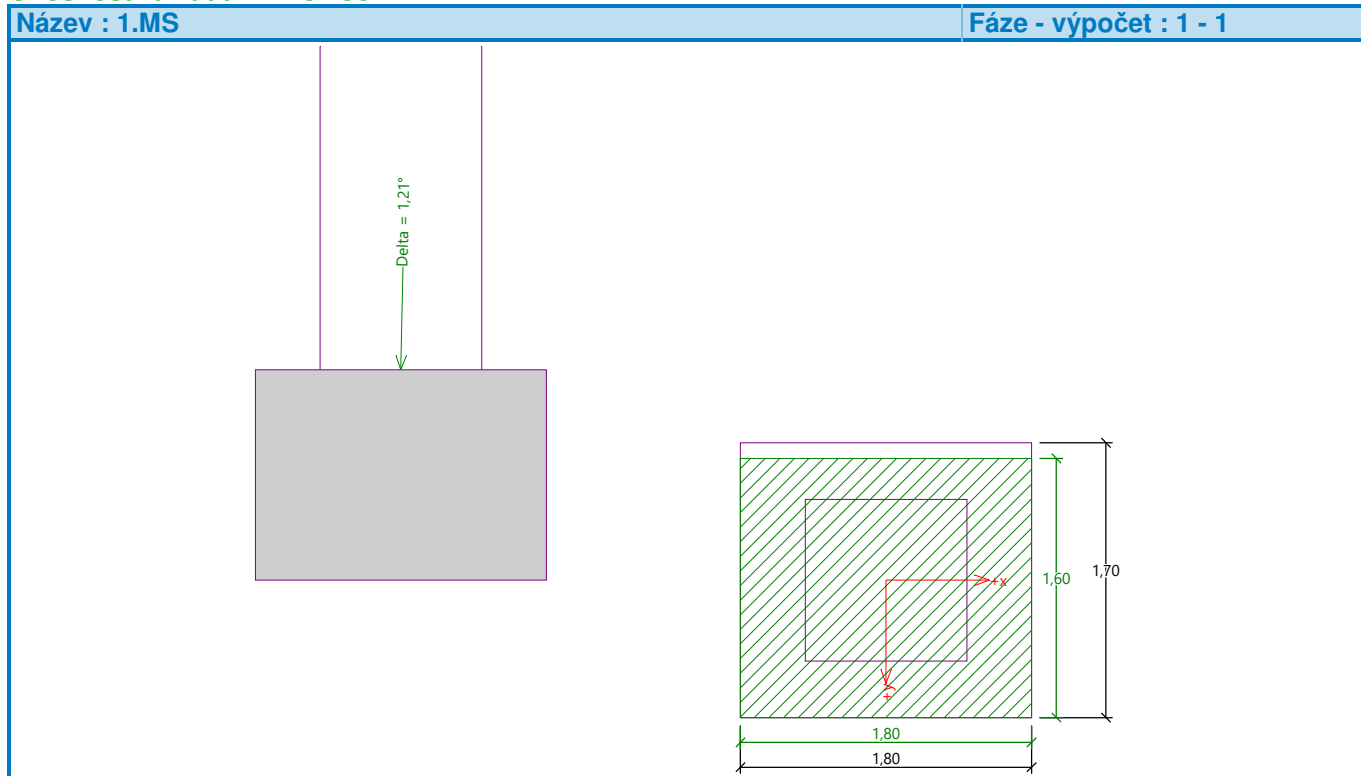 Název : 1.MS
Fáze - výpočet : 1 - 1
Delta = 1,21°
+x
+y
1,60
1,70
1,80
1,80